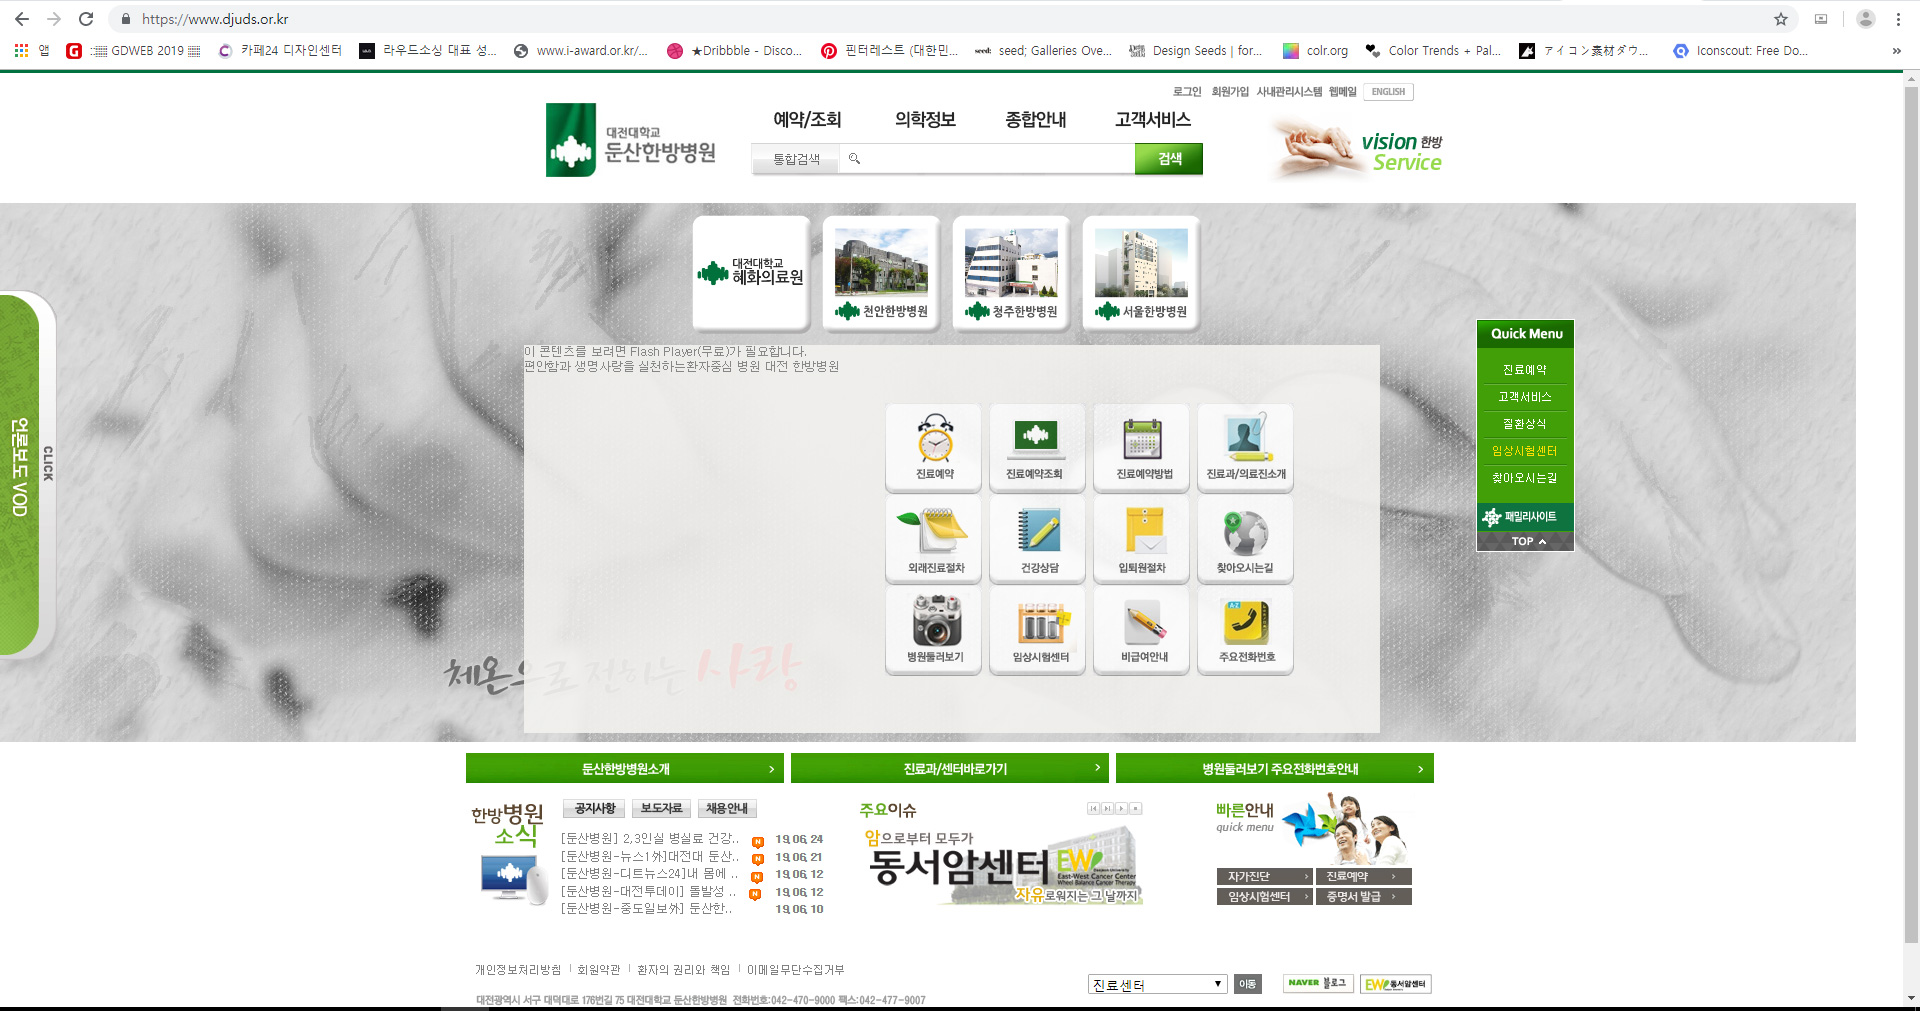 https://www.djuds.or.kr
앱
GDWEB 2019
카페24 디자인센터
라우드소싱 대표 성...
www.i-award.or.kr/...
★Dribbble - Disco...
핀터레스트 (대한민...
seed; Galleries Ove...
Design Seeds | for...
colr.org
Color Trends + Pal...
アイコン素材ダウ...
Iconscout: Free Do...
로그인 회원가입 사내관리시스템 웹메일 ENGLISH
대전대학교
둔산한방병원
예약/조회 의학정보 종합안내 고객서비스
통합검색 검색
vision 한방
Service
대전대학교
혜화의료원
천안한방병원
청주한방병원
서울한방병원
이 콘텐츠를 보려면 Flash Player(무료)가 필요합니다.
편안함과 생명사랑을 실천하는환자중심 병원 대전 한방병원
진료예약 진료예약조회 진료예약방법 진료과/의료진소개
외래진료절차 건강상담 입퇴원절차 찾아오시는길
병원둘러보기 임상시험센터 비급여안내 주요전화번호
체온으로 전하는 사랑
언론보도 VOD
CLICK
Quick Menu
진료예약
고객서비스
질환상식
임상시험센터
찾아오시는길
패밀리사이트
TOP
둔산한방병원소개
진료과/센터바로가기
병원둘러보기 주요전화번호안내
한방병원
소식
공지사항 보도자료 채용안내
[둔산병원] 2,3인실 병실료 건강.. N 19.06.24
[둔산병원-뉴스1外]대전대 둔산.. N 19.06.21
[둔산병원-디트뉴스24]내 몸에 .. N 19.06.12
[둔산병원-대전투데이] 돌발성 .. N 19.06.12
[둔산병원-중도일보外] 둔산한.. 19.06.10
주요이슈
암으로부터 모두가
동서암센터 EW
East-West Cancer Center
Wheel Balance Cancer Therapy
자유로워지는 그 날까지
빠른안내
quick menu
자가진단 진료예약
임상시험센터 증명서 발급
개인정보처리방침 | 회원약관 | 환자의 권리와 책임 | 이메일무단수집거부
진료센터 이동
NAVER 블로그
EW 동서암센터
대전광역시 서구 대덕대로 176번길 75 대전대학교 둔산한방병원 전화번호:042-470-9000 팩스:042-477-9007